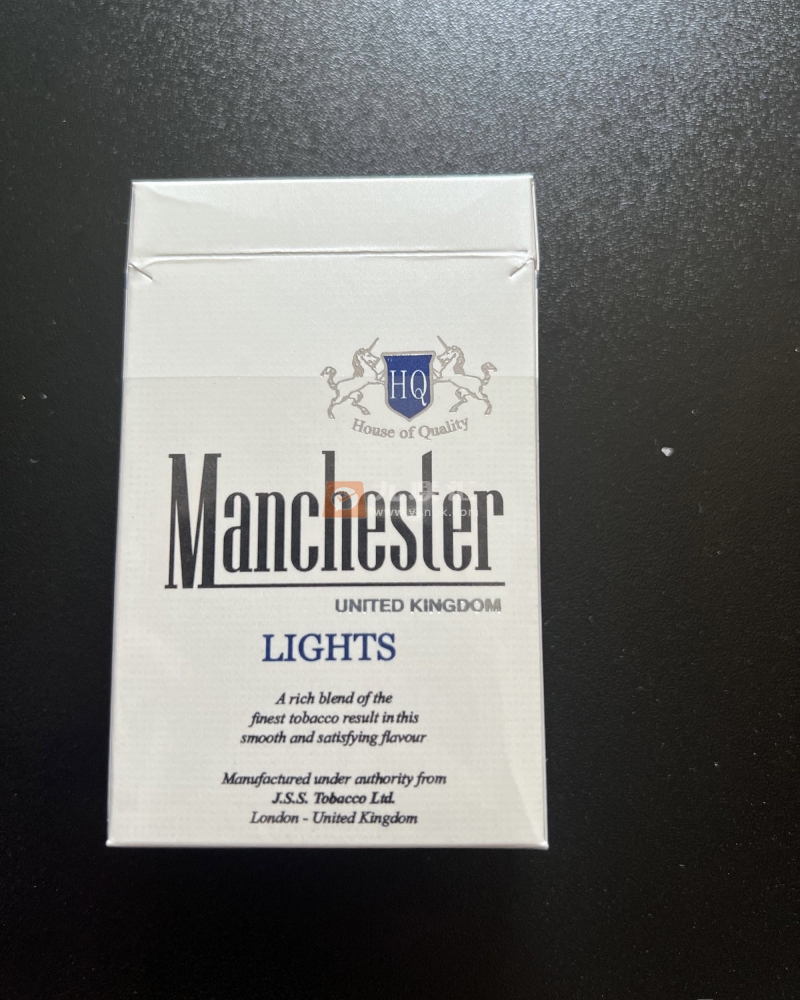 HQ
House of Quality
Manchester
UNITED KINGDOM
LIGHTS
A rich blend of the
finest tobacco result in this
smooth and satisfying flavour
Manufactured under authority from
J.S.S. Tobacco Ltd.
London - United Kingdom